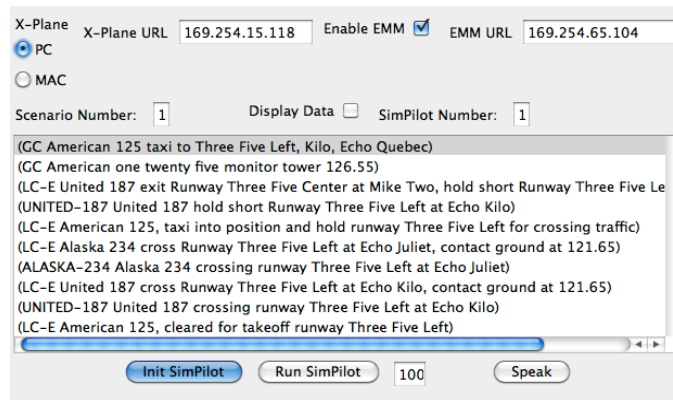 X-Plane
X-Plane URL 169.254.15.118 Enable EMM EMM URL 169.254.65.104
PC
MAC
Scenario Number: 1 Display Data SimPilot Number: 1
(GC American 125 taxi to Three Five Left, Kilo, Echo Quebec)
(GC American one twenty five monitor tower 126.55)
(LC-E United 187 exit Runway Three Five Center at Mike Two, hold short Runway Three Five Le
(UNITED-187 United 187 hold short Runway Three Five Left at Echo Kilo)
(LC-E American 125, taxi into position and hold runway Three Five Left for crossing traffic)
(LC-E Alaska 234 cross Runway Three Five Left at Echo Juliet, contact ground at 121.65)
(ALASKA-234 Alaska 234 crossing runway Three Five Left at Echo Juliet)
(LC-E United 187 cross Runway Three Five Left at Echo Kilo, contact ground at 121.65)
(UNITED-187 United 187 crossing runway Three Five Left at Echo Kilo)
(LC-E American 125, cleared for takeoff runway Three Five Left)
Init SimPilot Run SimPilot 100 Speak